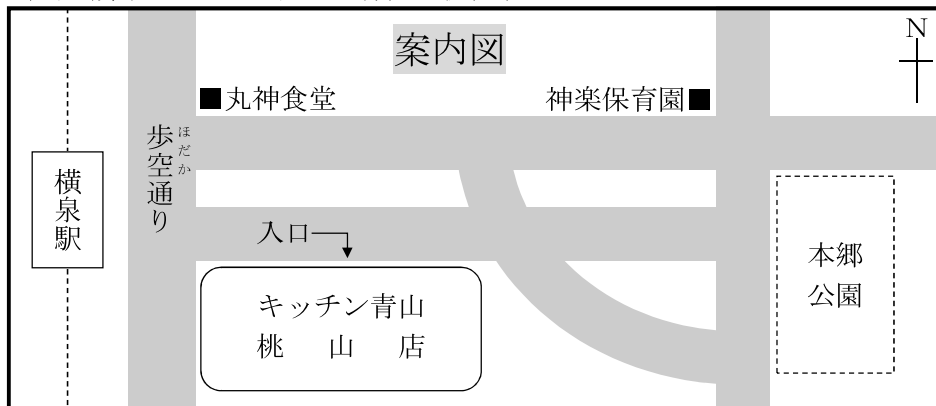 案内図
N
■丸神食堂
神楽保育園■
歩空通り
ほだか
横泉駅
入口
キッチン青山
桃山店
本郷
公園